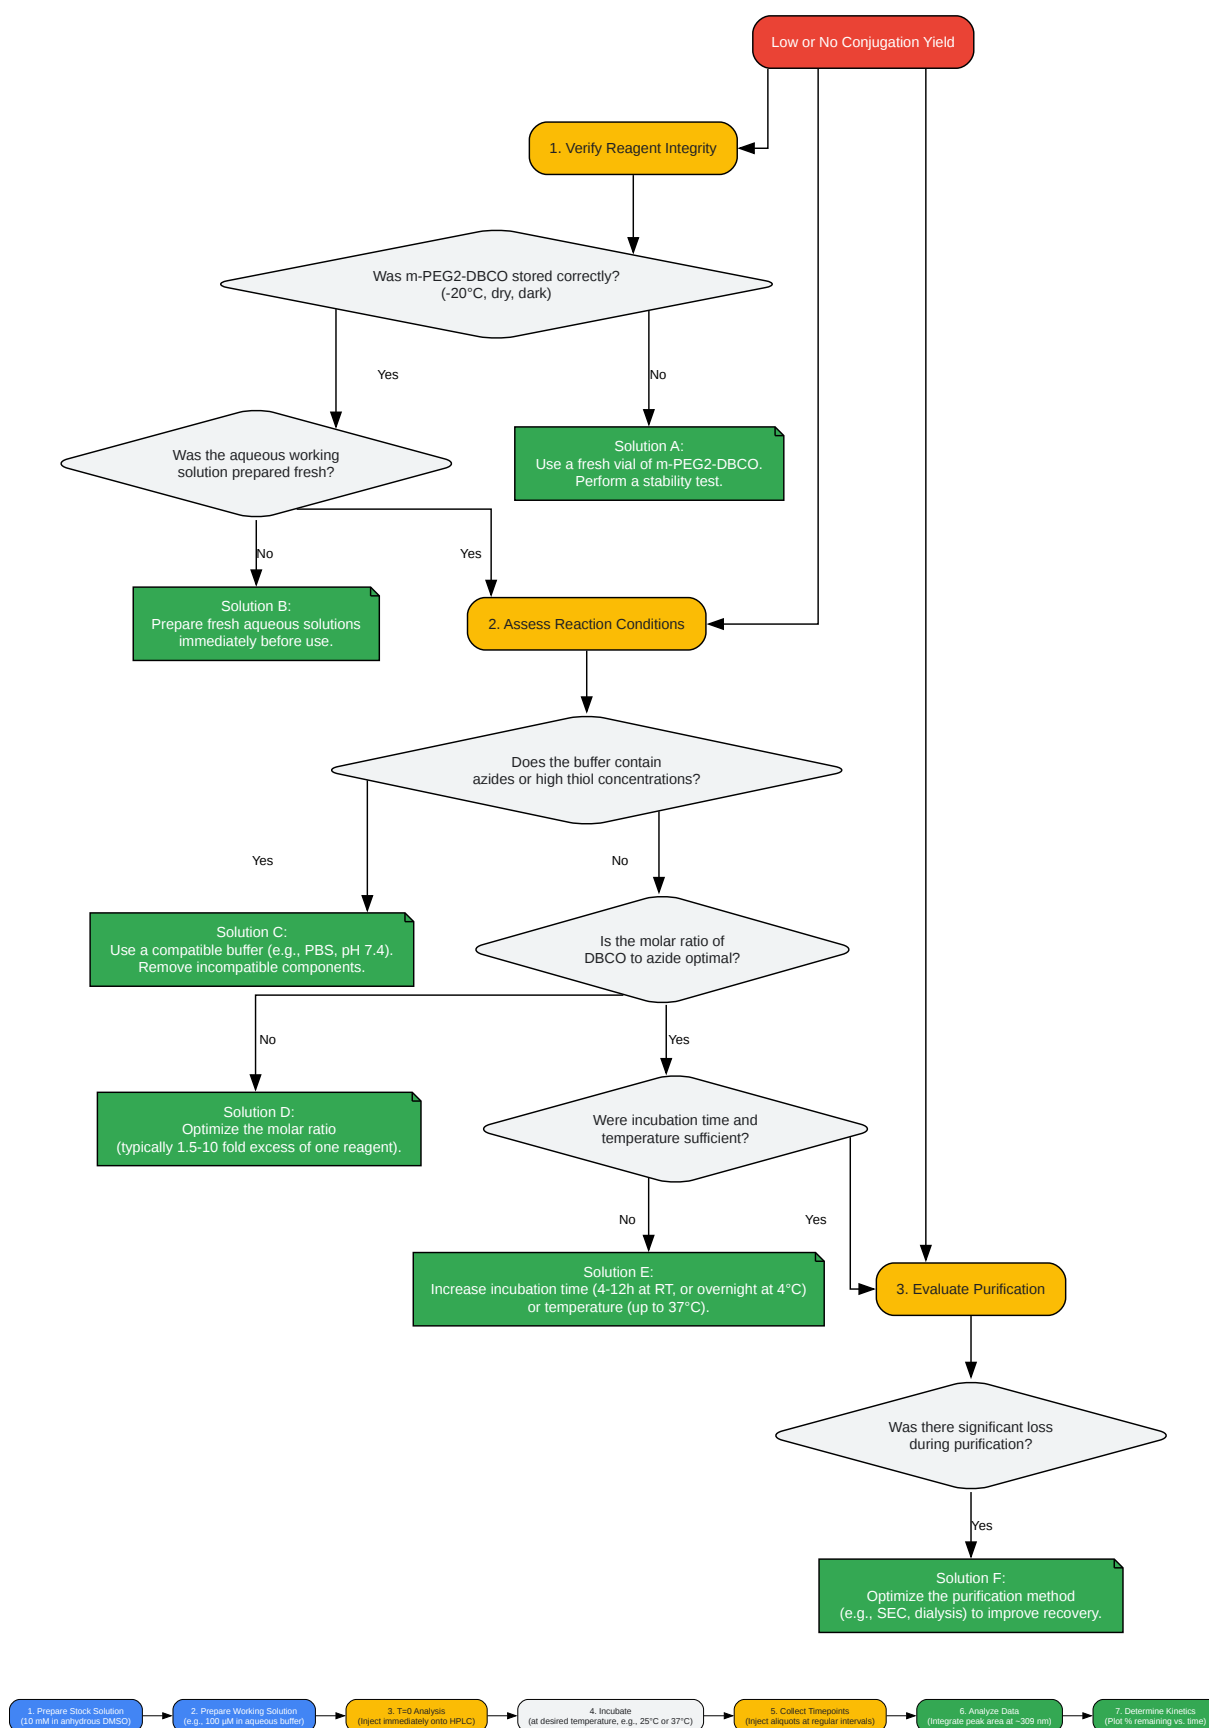 Low or No Conjugation Yield
1. Verify Reagent Integrity
Was m-PEG2-DBCO stored correctly?
(-20°C, dry, dark)
Yes
No
Was the aqueous working
solution prepared fresh?
Solution A:
Use a fresh vial of m-PEG2-DBCO.
Perform a stability test.
No
Yes
Solution B:
Prepare fresh aqueous solutions
immediately before use.
2. Assess Reaction Conditions
Does the buffer contain
azides or high thiol concentrations?
Yes
No
Solution C:
Use a compatible buffer (e.g., PBS, pH 7.4).
Remove incompatible components.
Is the molar ratio of
DBCO to azide optimal?
No
Yes
Solution D:
Optimize the molar ratio
(typically 1.5-10 fold excess of one reagent).
Were incubation time and
temperature sufficient?
No
Yes
Solution E:
Increase incubation time (4-12h at RT, or overnight at 4°C)
or temperature (up to 37°C).
3. Evaluate Purification
Was there significant loss
during purification?
Yes
Solution F:
Optimize the purification method
(e.g., SEC, dialysis) to improve recovery.
1. Prepare Stock Solution
(10 mM in anhydrous DMSO)
2. Prepare Working Solution
(e.g., 100 µM in aqueous buffer)
3. T=0 Analysis
(Inject immediately onto HPLC)
4. Incubate
(at desired temperature, e.g., 25°C or 37°C)
5. Collect Timepoints
(Inject aliquots at regular intervals)
6. Analyze Data
(Integrate peak area at ~309 nm)
7. Determine Kinetics
(Plot % remaining vs. time)